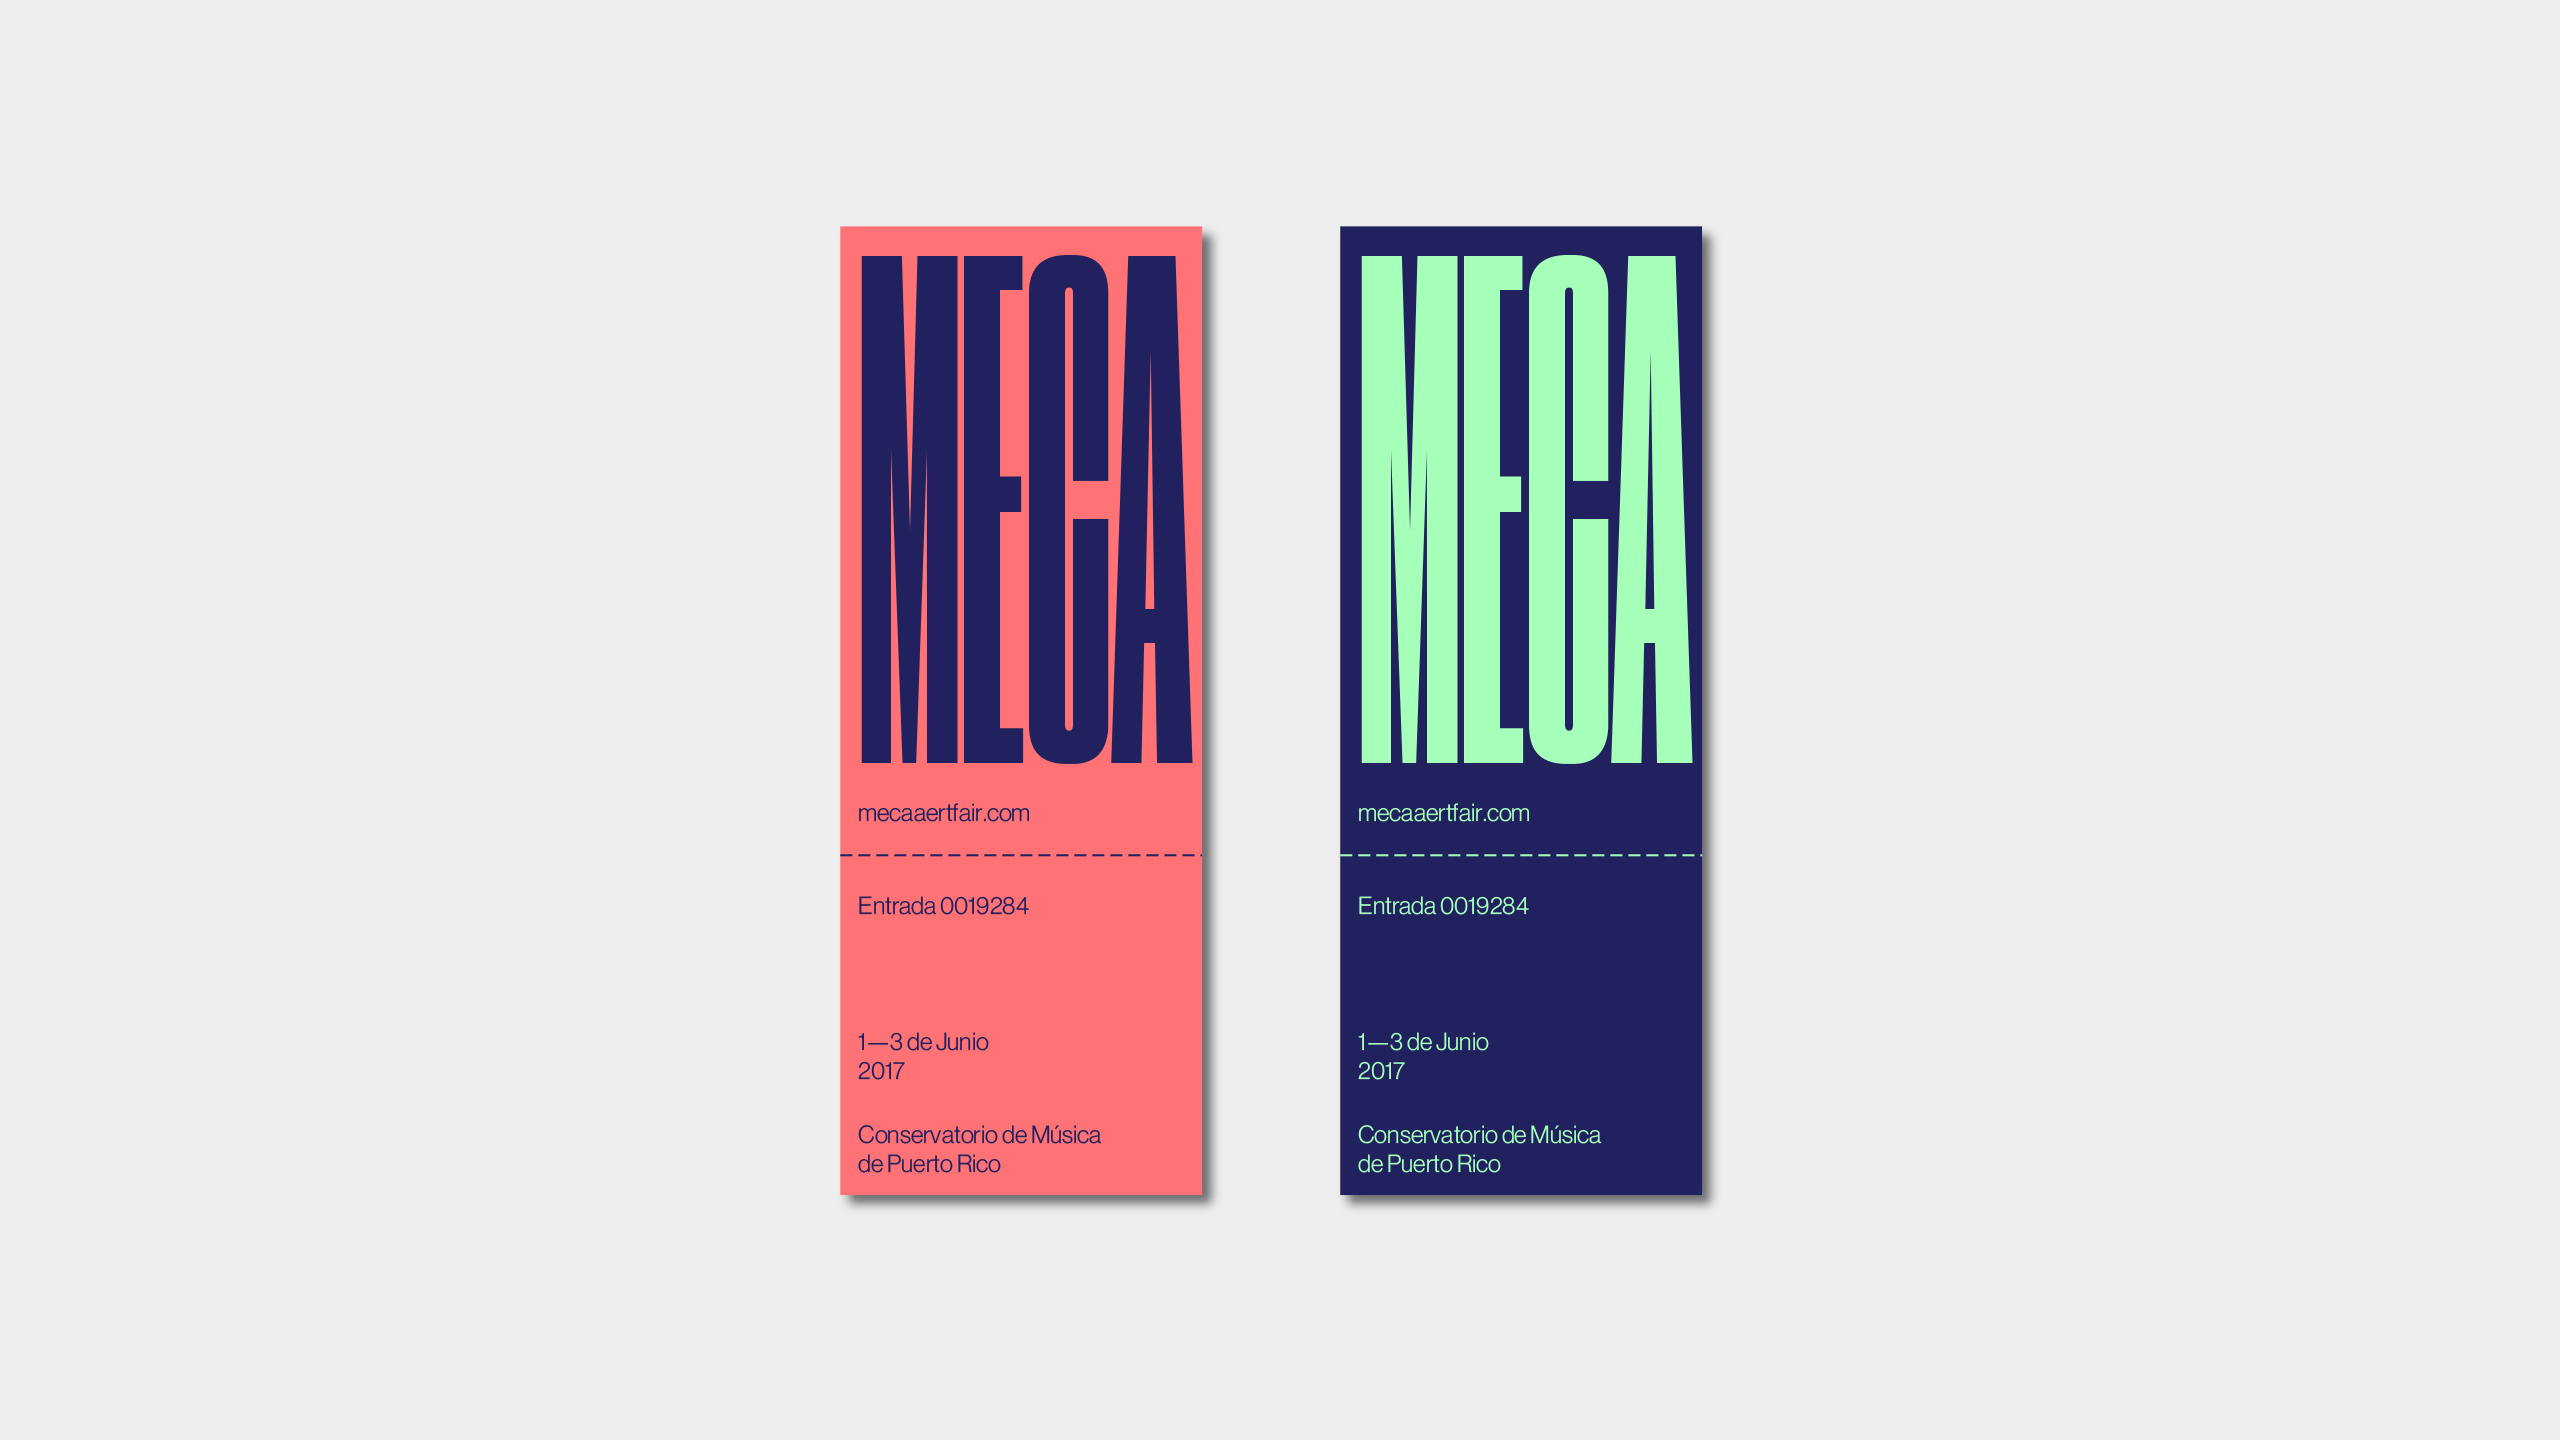 MECA
mecaaertfair.com
Entrada 0019284
1—3 de Junio
2017
Conservatorio de Música
de Puerto Rico
MECA
mecaaertfair.com
Entrada 0019284
1—3 de Junio
2017
Conservatorio de Música
de Puerto Rico